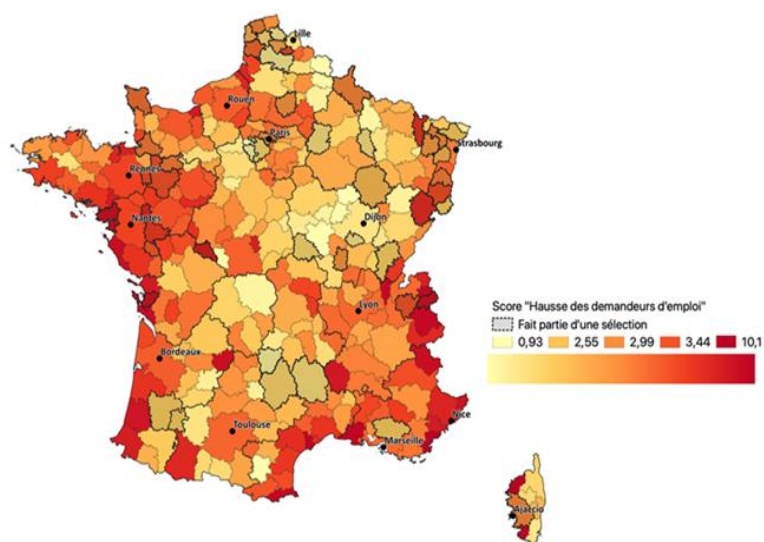 Lille
Rouen
Paris
Strasbourg
Rennes
Nantes
Dijon
Score "Hausse des demandeurs d'emploi"
Fait partie d'une sélection
0,93 2,55 2,99 3,44 10,1
Lyon
Bordeaux
Toulouse
Nice
Marseille
Ajaccio